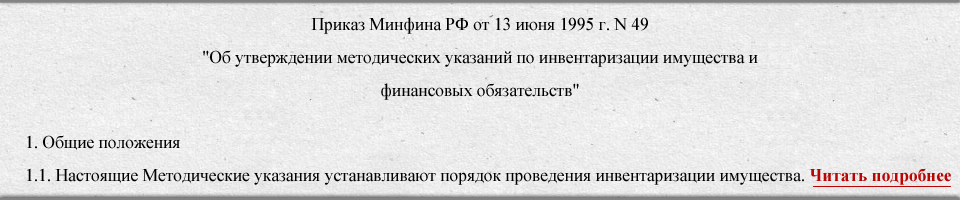 Приказ Минфина РФ от 13 июня 1995 г. N 49
"Об утверждении методических указаний по инвентаризации имущества и
финансовых обязательств"
1. Общие положения
1.1. Настоящие Методические указания устанавливают порядок проведения инвентаризации имущества. Читать подробнее